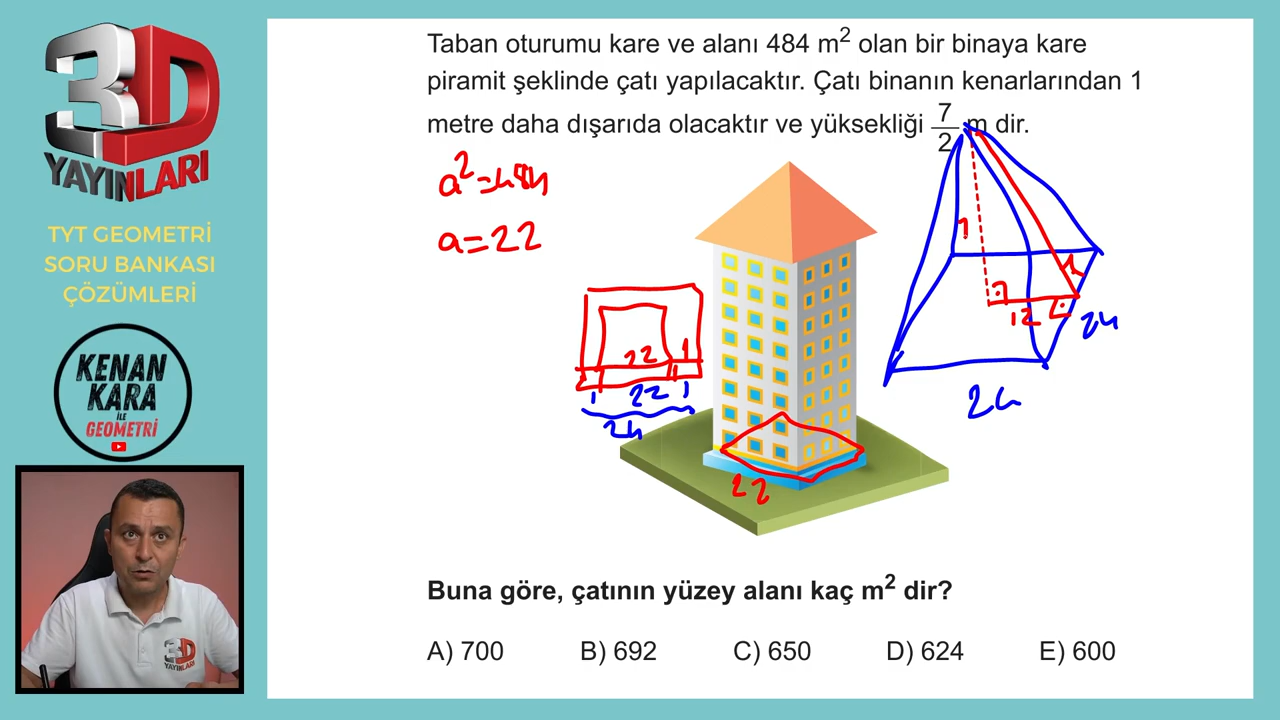 3D
YAYINLARI
TYT GEOMETRİ
SORU BANKASI
ÇÖZÜMLERİ
KENAN
KARA
İLE
GEOMETRİ
3D
YAYINLARI
Taban oturumu kare ve alanı 484 m² olan bir binaya kare
piramit şeklinde çatı yapılacaktır. Çatı binanın kenarlarından 1
metre daha dışarıda olacaktır ve yüksekliği 7/2 m dir.
a²=484
a=22
22 1
1 22 1
24
22
12
24
24
Buna göre, çatının yüzey alanı kaç m² dir?
A) 700 B) 692 C) 650 D) 624 E) 600